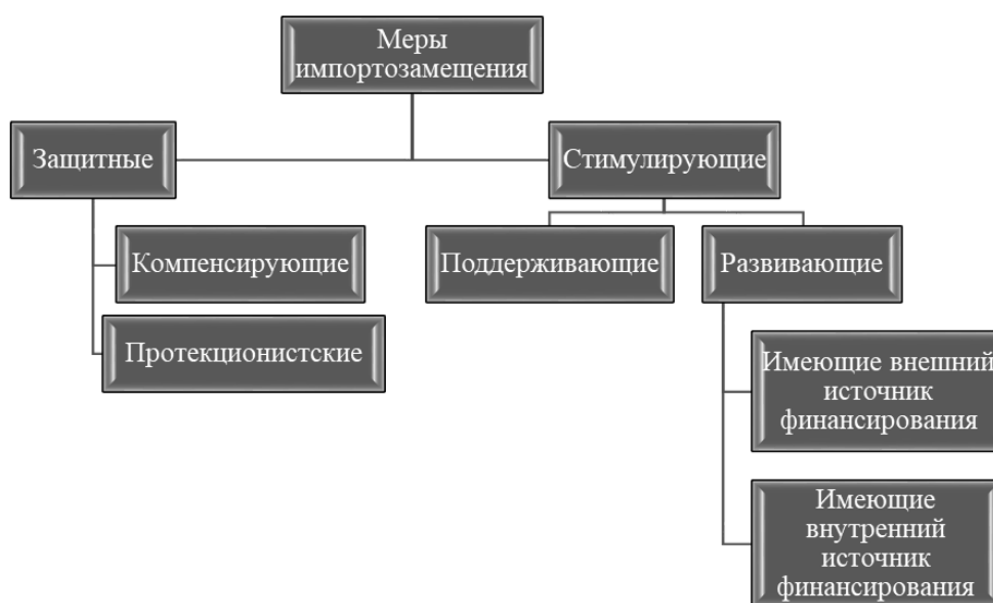 Меры
импортозамещения
Защитные
Стимулирующие
Компенсирующие
Поддерживающие
Развивающие
Протекционистские
Имеющие внешний
источник
финансирования
Имеющие
внутренний
источник
финансирования